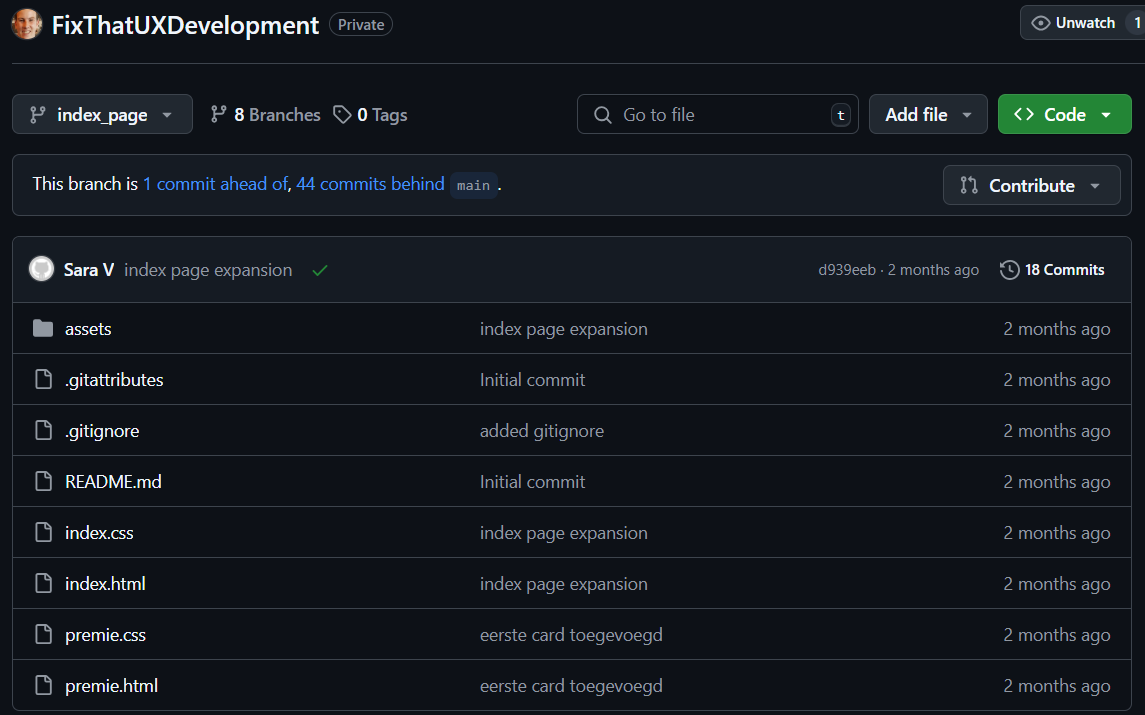 FixThatUXDevelopment Private Unwatch 1
index_page 8 Branches 0 Tags Go to file t Add file Code
This branch is 1 commit ahead of, 44 commits behind main .
Contribute
Sara V index page expansion d939eeb · 2 months ago 18 Commits
assets index page expansion 2 months ago
.gitattributes Initial commit 2 months ago
.gitignore added gitignore 2 months ago
README.md Initial commit 2 months ago
index.css index page expansion 2 months ago
index.html index page expansion 2 months ago
premie.css eerste card toegevoegd 2 months ago
premie.html eerste card toegevoegd 2 months ago